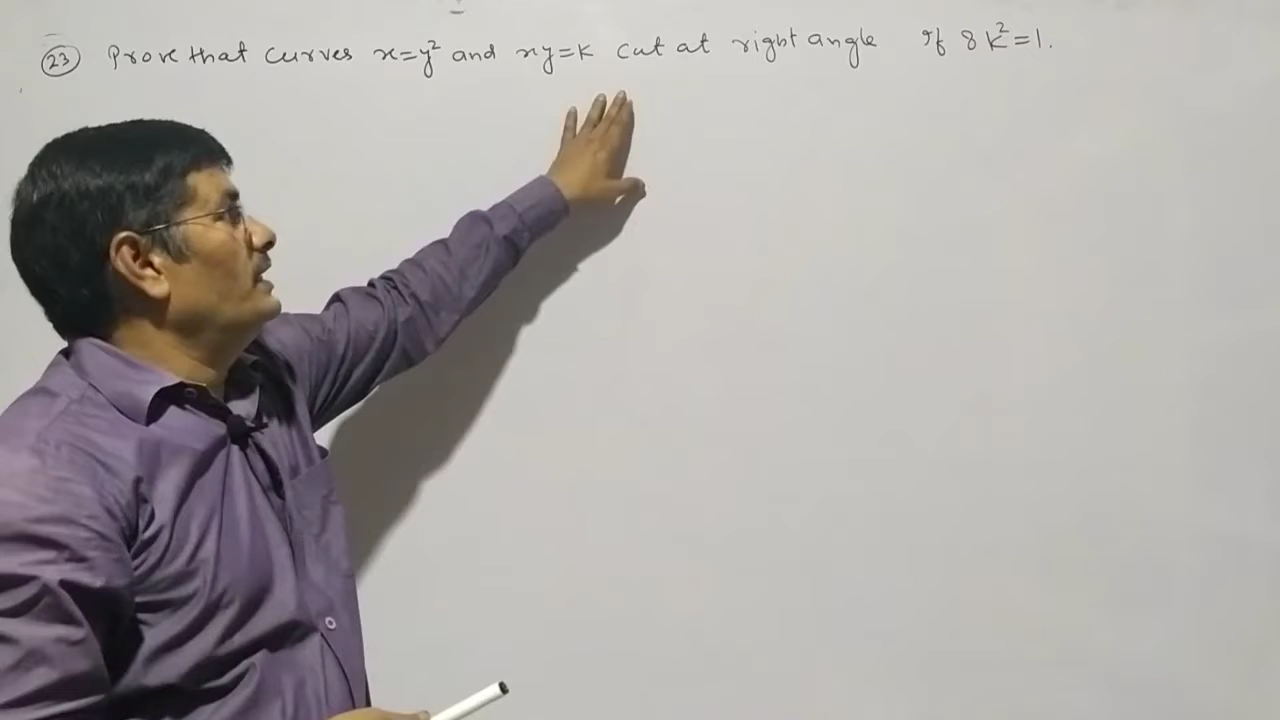 (23) Prove that curves x=y² and xy=k cut at right angle If 8k²=1.